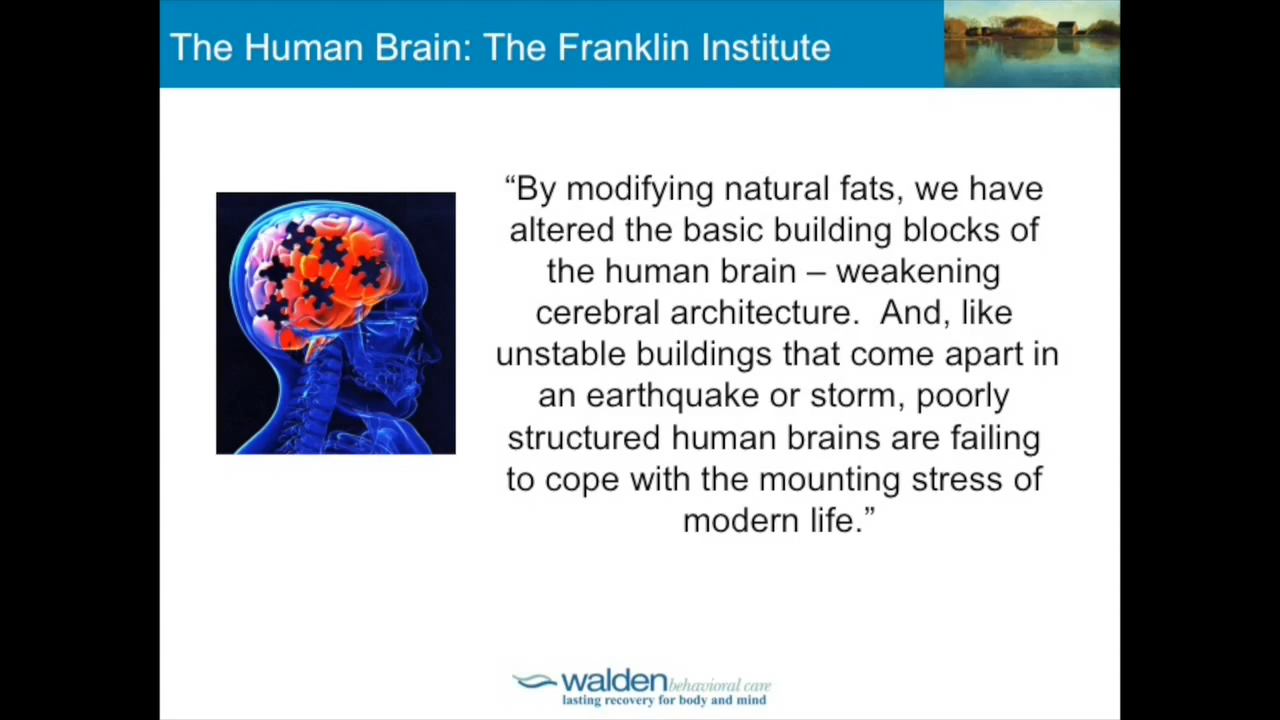 The Human Brain: The Franklin Institute
“By modifying natural fats, we have
altered the basic building blocks of
the human brain – weakening
cerebral architecture.  And, like
unstable buildings that come apart in
an earthquake or storm, poorly
structured human brains are failing
to cope with the mounting stress of
modern life.”
walden behavioral care
lasting recovery for body and mind